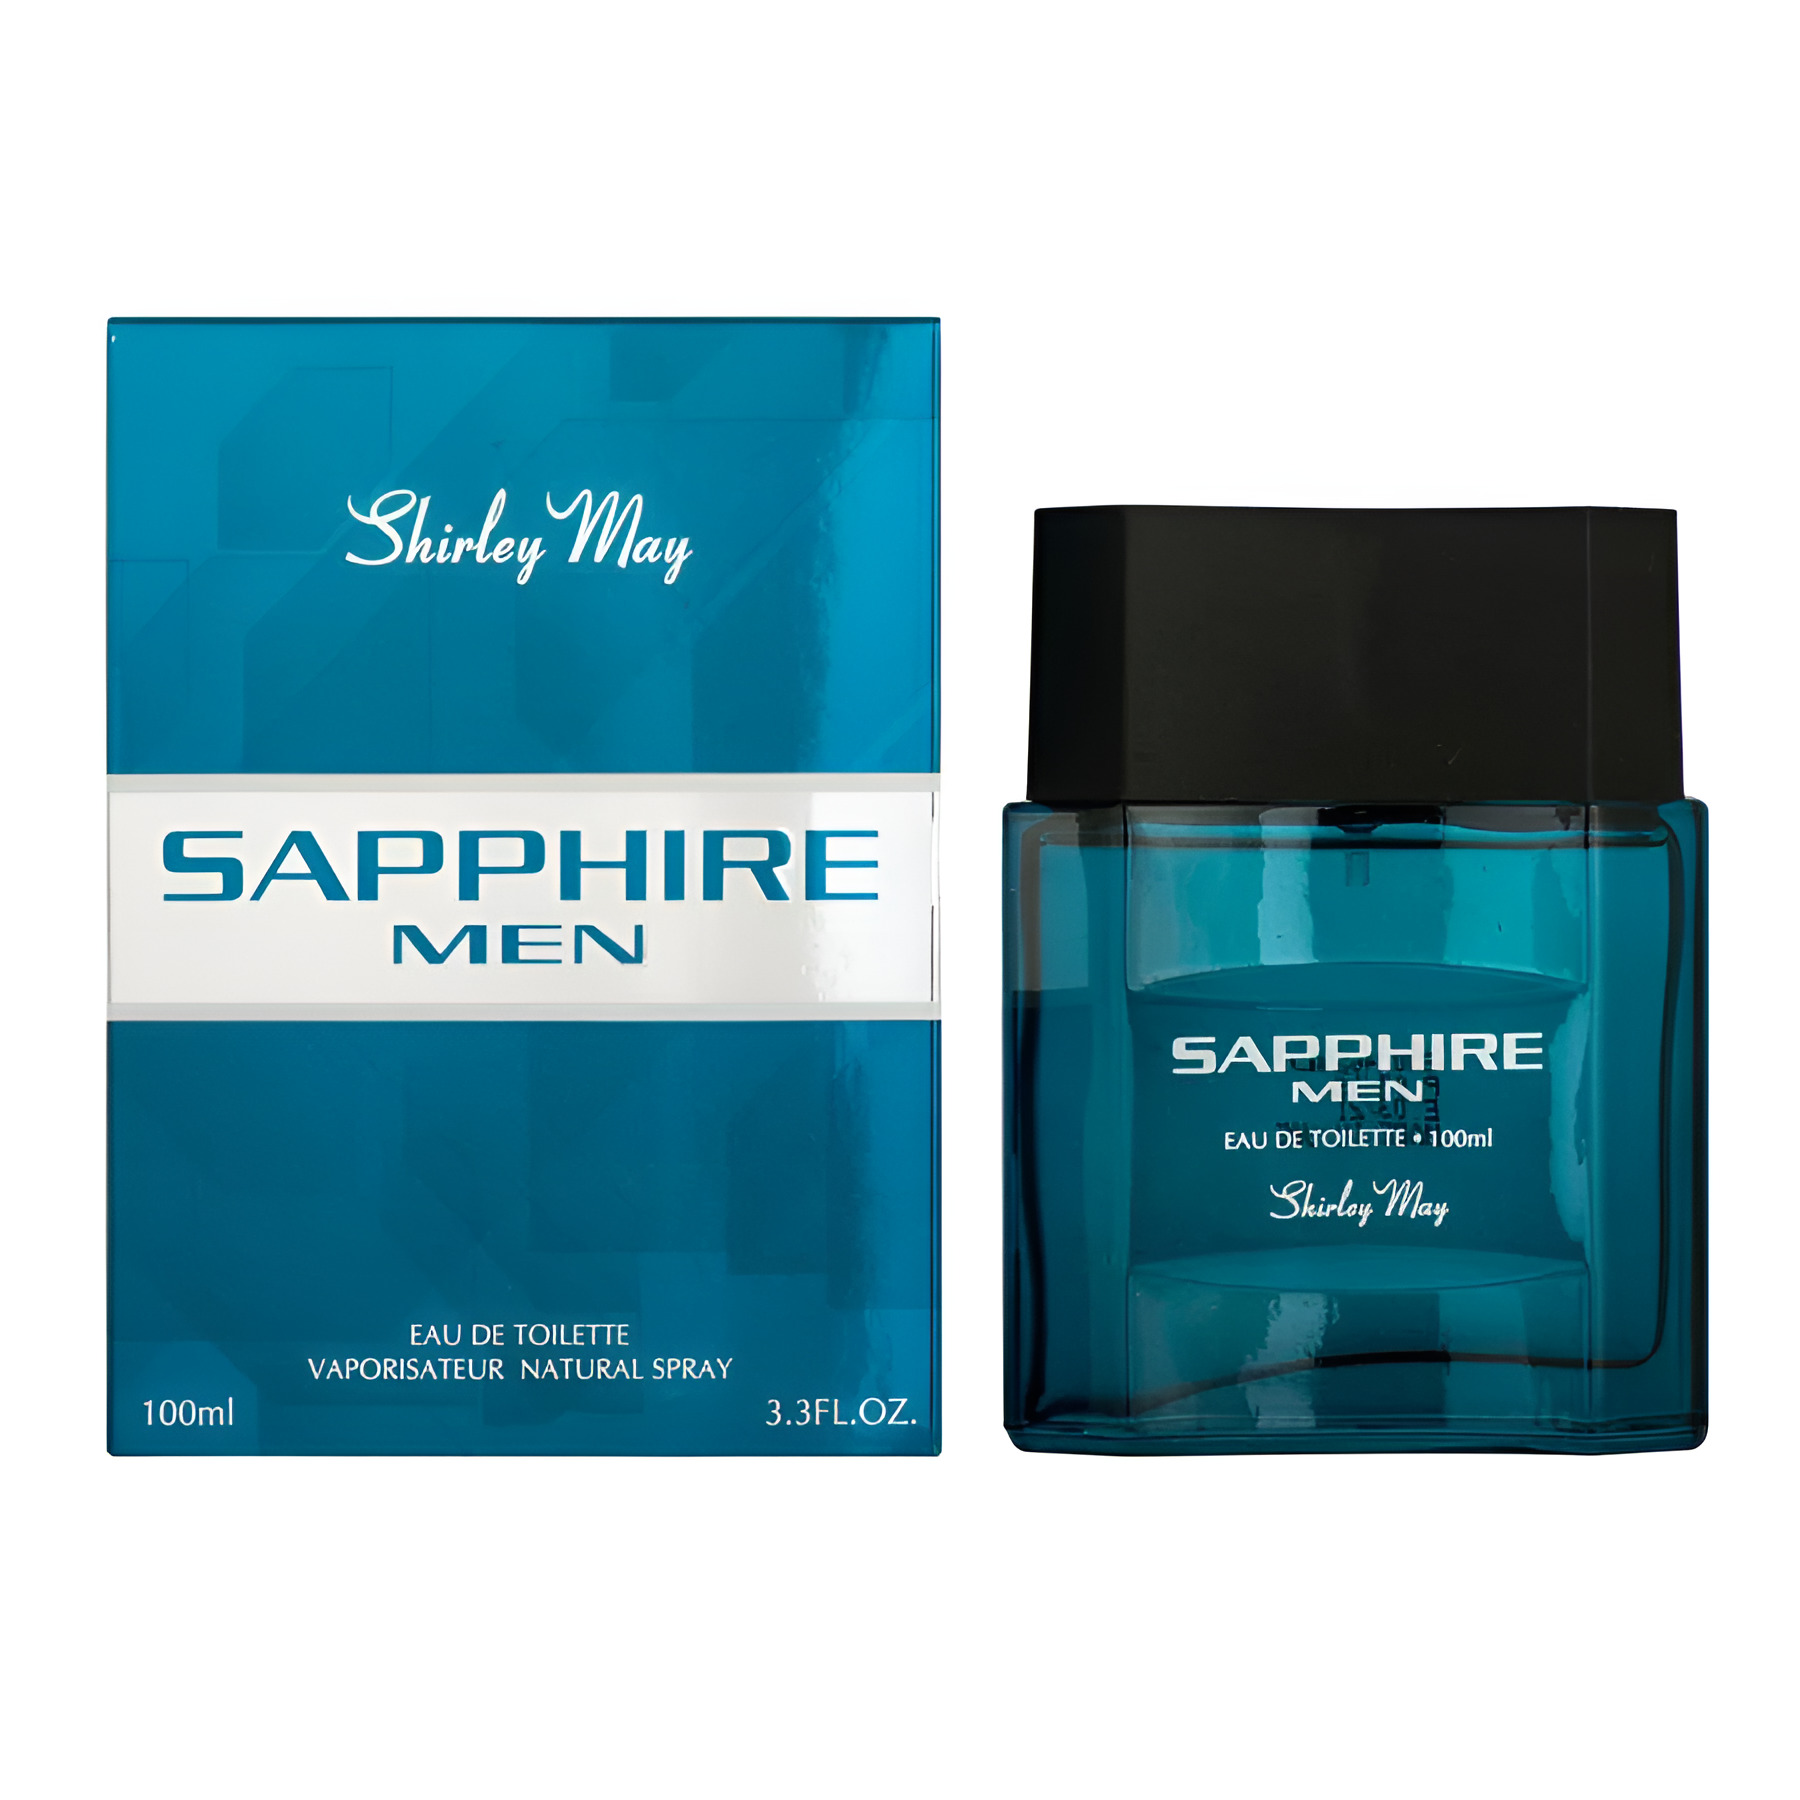 Shirley May
SAPPHIRE
MEN
EAU DE TOILETTE
VAPORISATEUR NATURAL SPRAY
100ml
3.3FL.OZ.
SAPPHIRE
MEN
EAU DE TOILETTE • 100ml
Shirley May